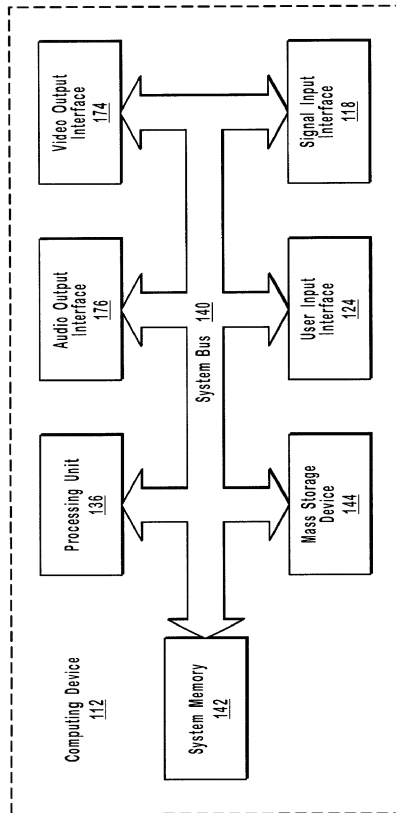 Computing Device
112
Processing Unit
136
Audio Output
Interface
176
Video Output
Interface
174
System Memory
142
System Bus
140
Mass Storage
Device
144
User Input
Interface
124
Signal Input
Interface
118